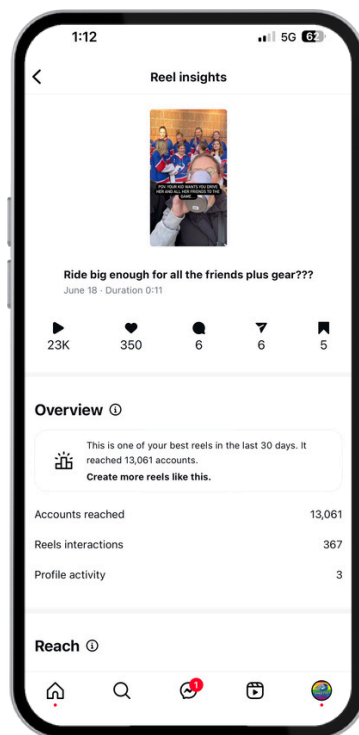 1:12
5G 62
Reel insights
POV: YOUR KID WANTS YOU DRIVE
HER AND ALL HER FRIENDS TO THE
GAME
Ride big enough for all the friends plus gear???
June 18 · Duration 0:11
23K 350 6 6 5
Overview
This is one of your best reels in the last 30 days. It
reached 13,061 accounts.
Create more reels like this.
Accounts reached 13,061
Reels interactions 367
Profile activity 3
Reach
1